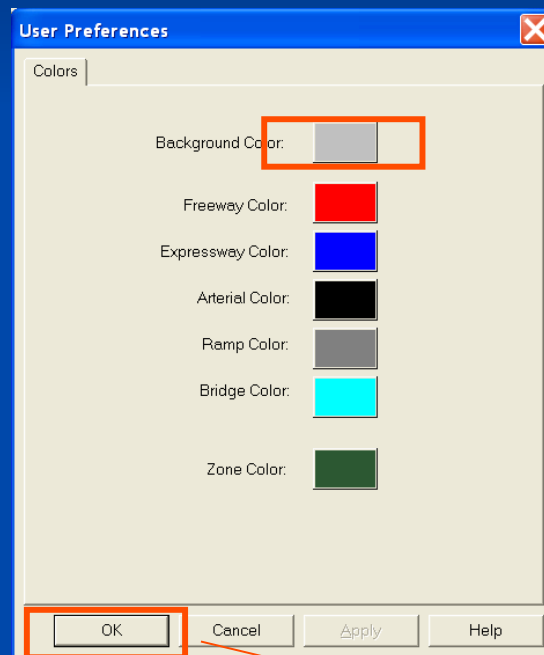 User Preferences
Colors
Background Color:
Freeway Color:
Expressway Color:
Arterial Color:
Ramp Color:
Bridge Color:
Zone Color:
OK Cancel Apply Help